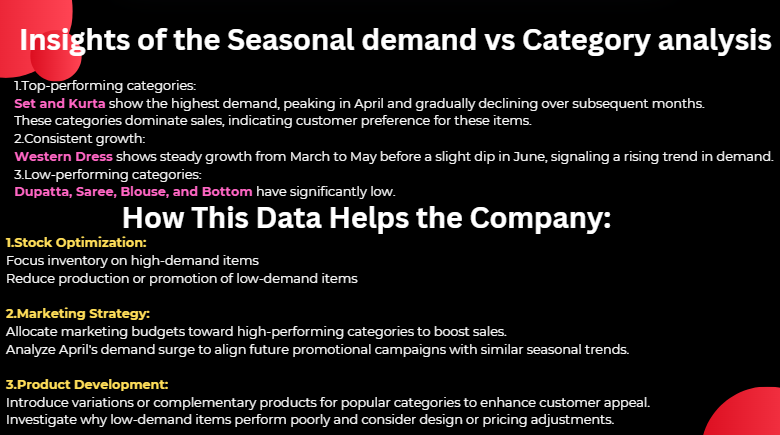 Insights of the Seasonal demand vs Category analysis
1.Top-performing categories:
Set and Kurta show the highest demand, peaking in April and gradually declining over subsequent months.
These categories dominate sales, indicating customer preference for these items.
2.Consistent growth:
Western Dress shows steady growth from March to May before a slight dip in June, signaling a rising trend in demand.
3.Low-performing categories:
Dupatta, Saree, Blouse, and Bottom have significantly low.
How This Data Helps the Company:
1.Stock Optimization:
Focus inventory on high-demand items
Reduce production or promotion of low-demand items
2.Marketing Strategy:
Allocate marketing budgets toward high-performing categories to boost sales.
Analyze April's demand surge to align future promotional campaigns with similar seasonal trends.
3.Product Development:
Introduce variations or complementary products for popular categories to enhance customer appeal.
Investigate why low-demand items perform poorly and consider design or pricing adjustments.